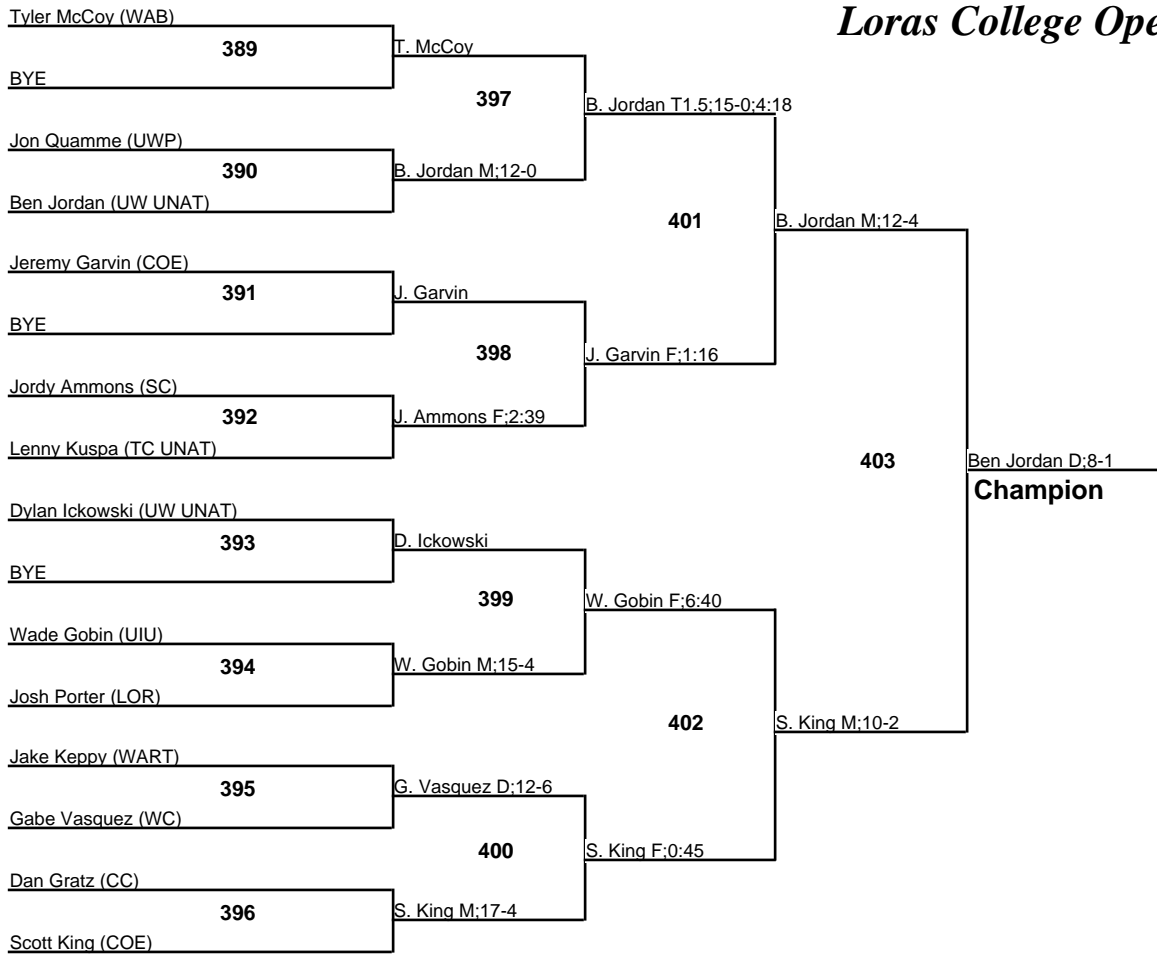 Loras College Ope
Tyler McCoy (WAB)
389
BYE
T. McCoy
397
B. Jordan T1.5;15-0;4:18
Jon Quamme (UWP)
390
Ben Jordan (UW UNAT)
B. Jordan M;12-0
401
B. Jordan M;12-4
Jeremy Garvin (COE)
391
BYE
J. Garvin
398
J. Garvin F;1:16
Jordy Ammons (SC)
392
Lenny Kuspa (TC UNAT)
J. Ammons F;2:39
403
Ben Jordan D;8-1
Champion
Dylan Ickowski (UW UNAT)
393
BYE
D. Ickowski
399
W. Gobin F;6:40
Wade Gobin (UIU)
394
Josh Porter (LOR)
W. Gobin M;15-4
402
S. King M;10-2
Jake Keppy (WART)
395
Gabe Vasquez (WC)
G. Vasquez D;12-6
400
S. King F;0:45
Dan Gratz (CC)
396
Scott King (COE)
S. King M;17-4